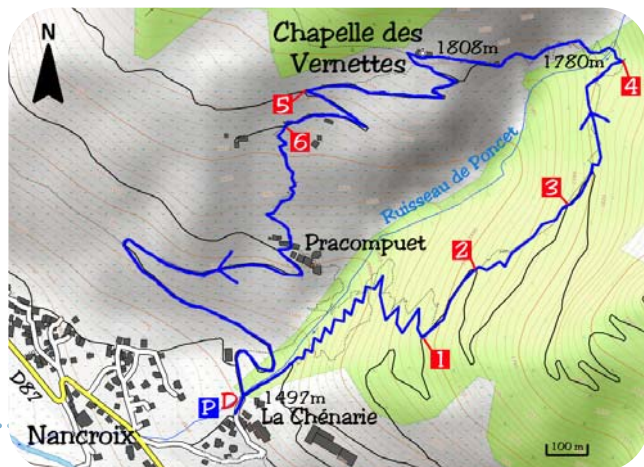 N
Chapelle des
Vernettes
1808m
1780m
4
5
6
3
Ruisseau de Poncet
Pracompuet
2
1
D87
P D
1497m
La Chénarie
Nancroix
100 m